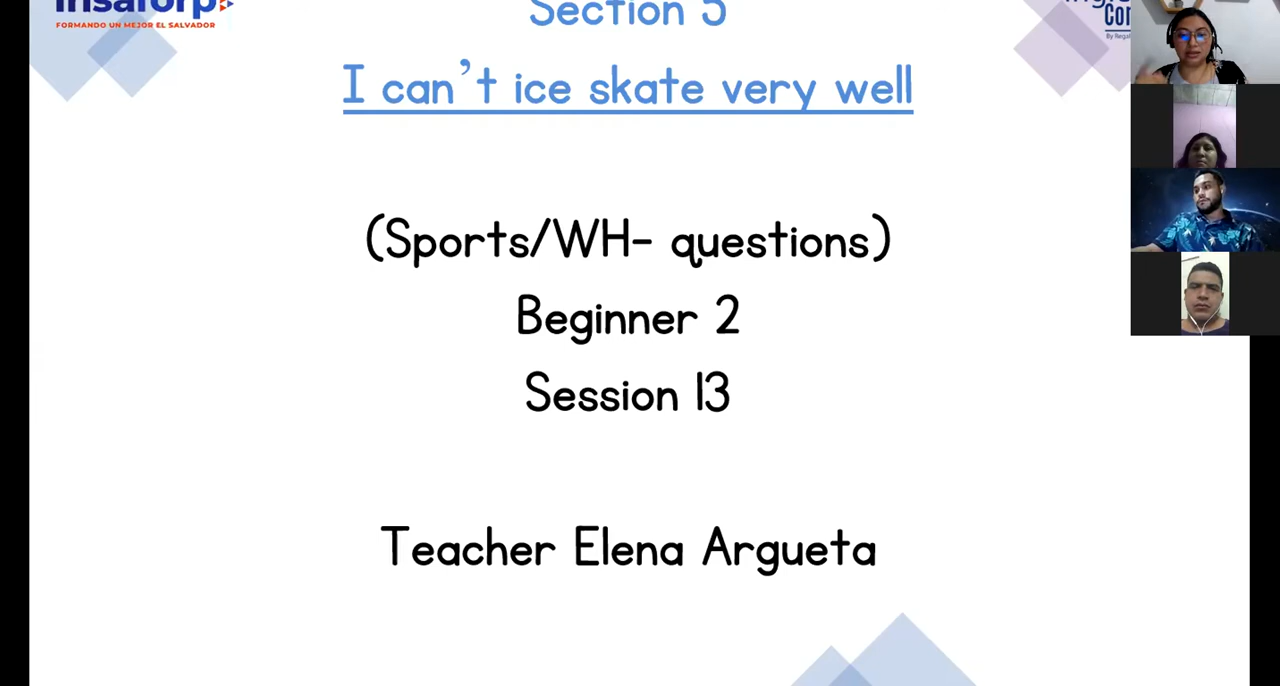 insaforp
FORMANDO UN MEJOR EL SALVADOR
Section 5
I can't ice skate very well
(Sports/WH- questions)
Beginner 2
Session 13
Teacher Elena Argueta